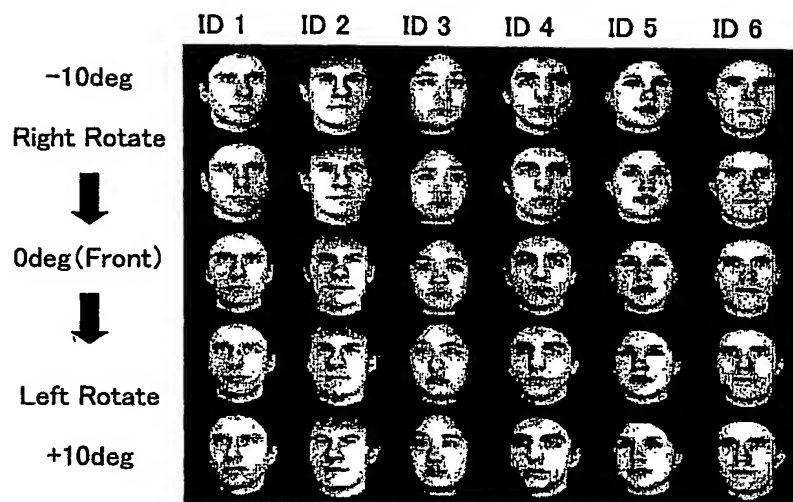 ID 1 ID 2 ID 3 ID 4 ID 5 ID 6
-10deg
Right Rotate
0deg(Front)
Left Rotate
+10deg